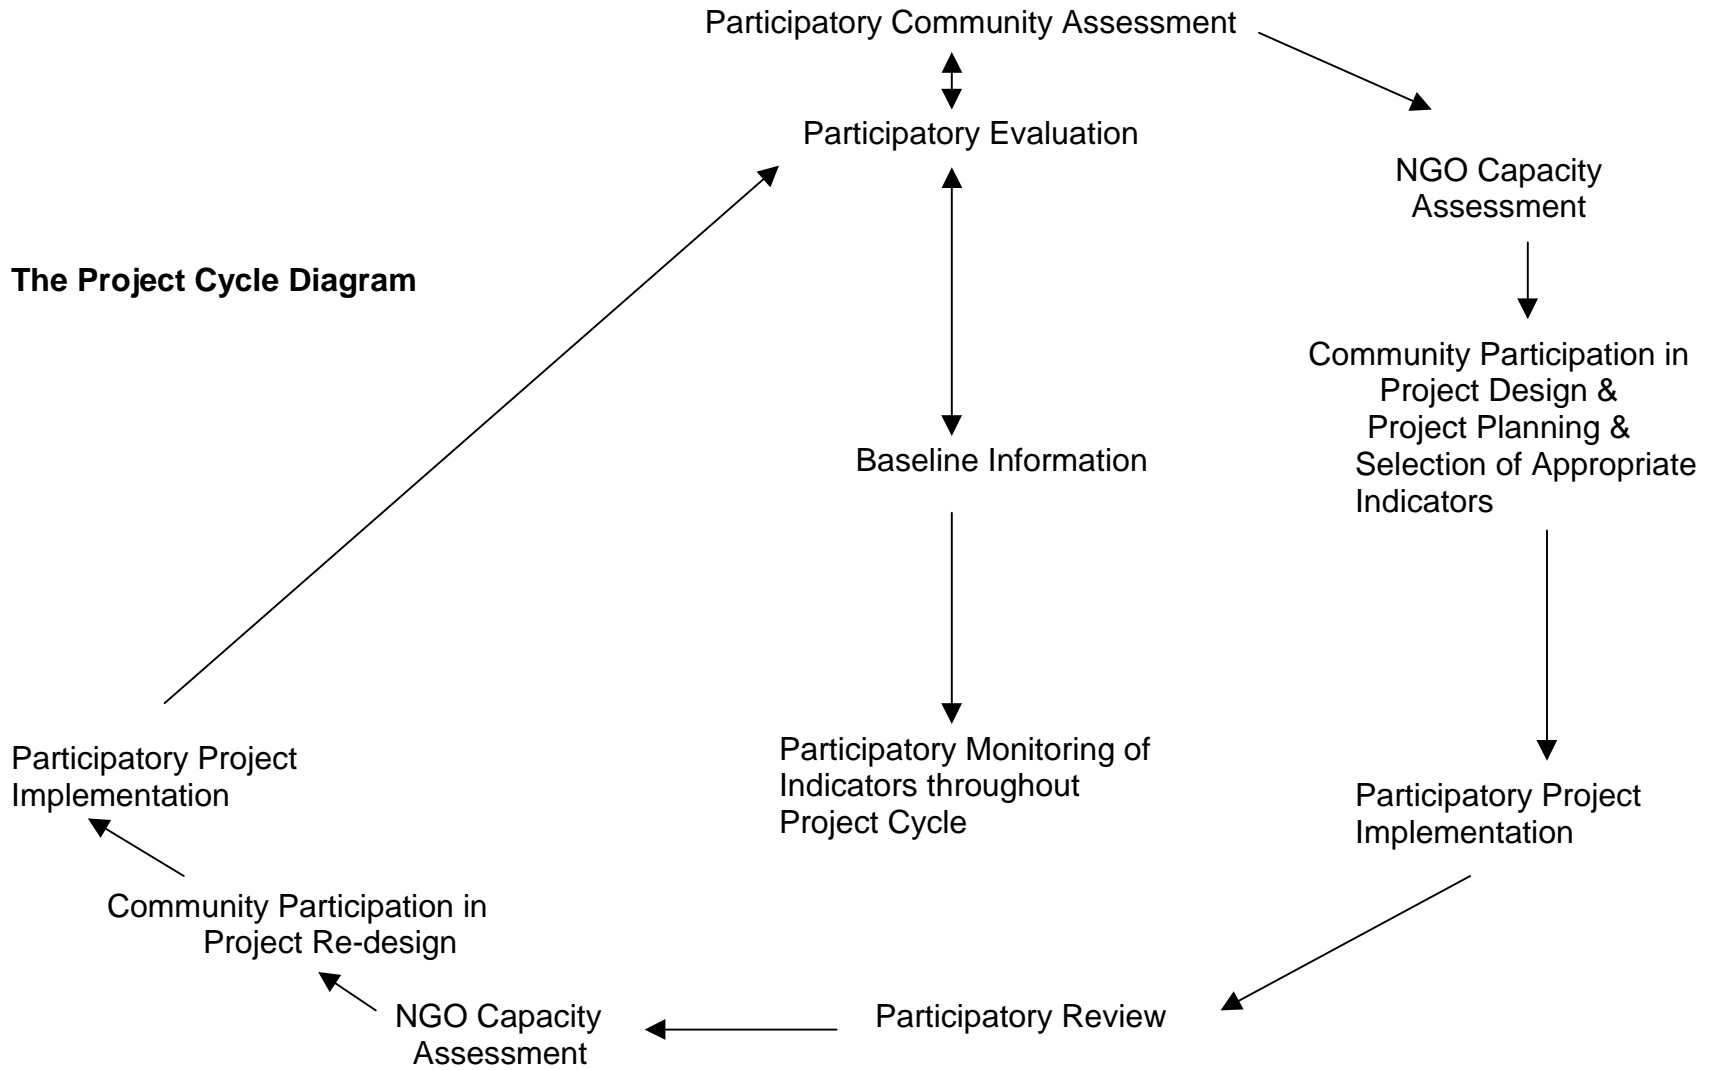 Participatory Community Assessment
Participatory Evaluation
NGO Capacity
Assessment
The Project Cycle Diagram
Community Participation in
Project Design &
Project Planning &
Selection of Appropriate
Indicators
Baseline Information
Participatory Project
Implementation
Participatory Monitoring of
Indicators throughout
Project Cycle
Participatory Project
Implementation
Community Participation in
Project Re-design
NGO Capacity
Assessment
Participatory Review